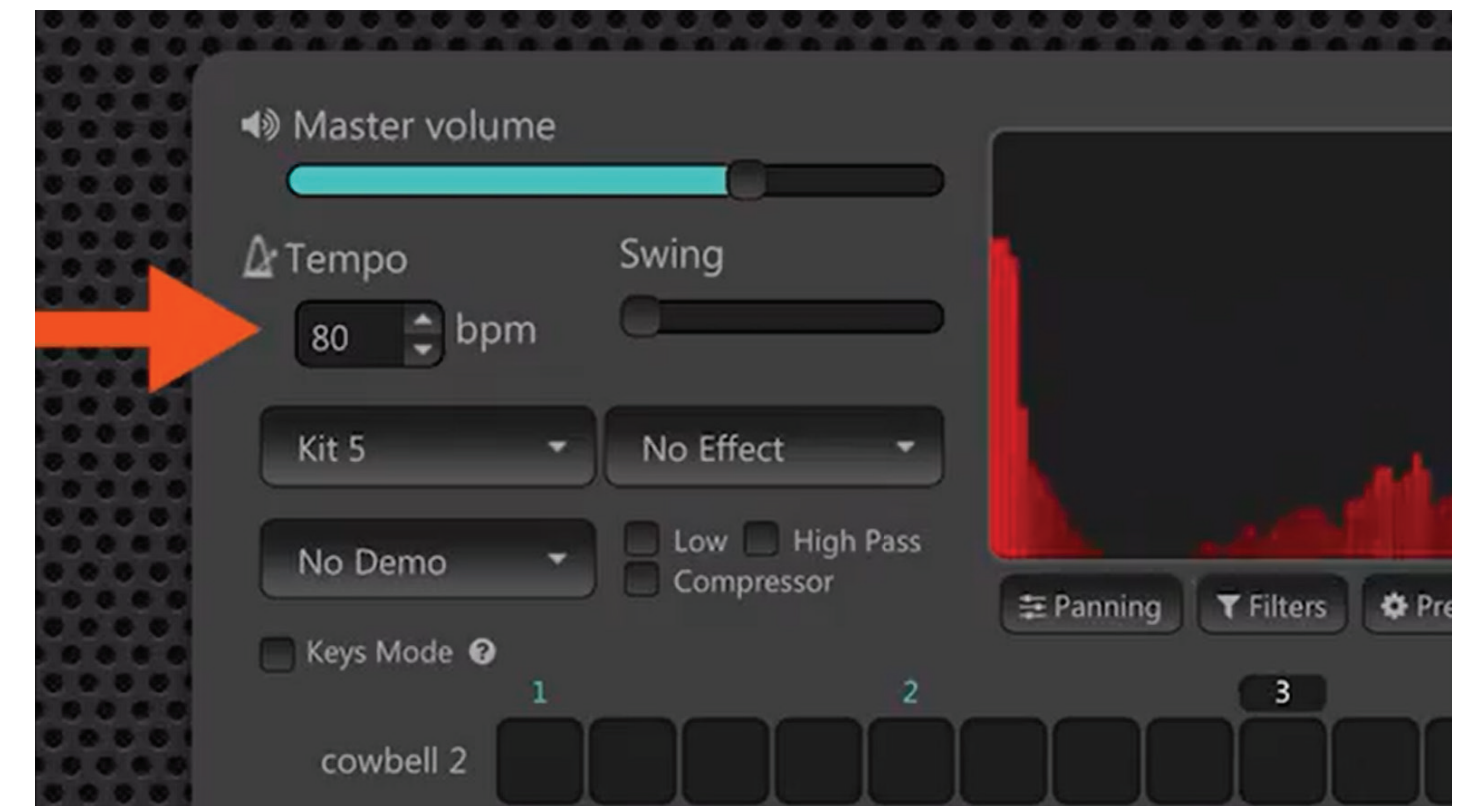 Master volume
Tempo
Swing
80 bpm
Kit 5
No Effect
No Demo
Low High Pass
Compressor
Panning Filters Pre
Keys Mode ?
1 2 3
cowbell 2